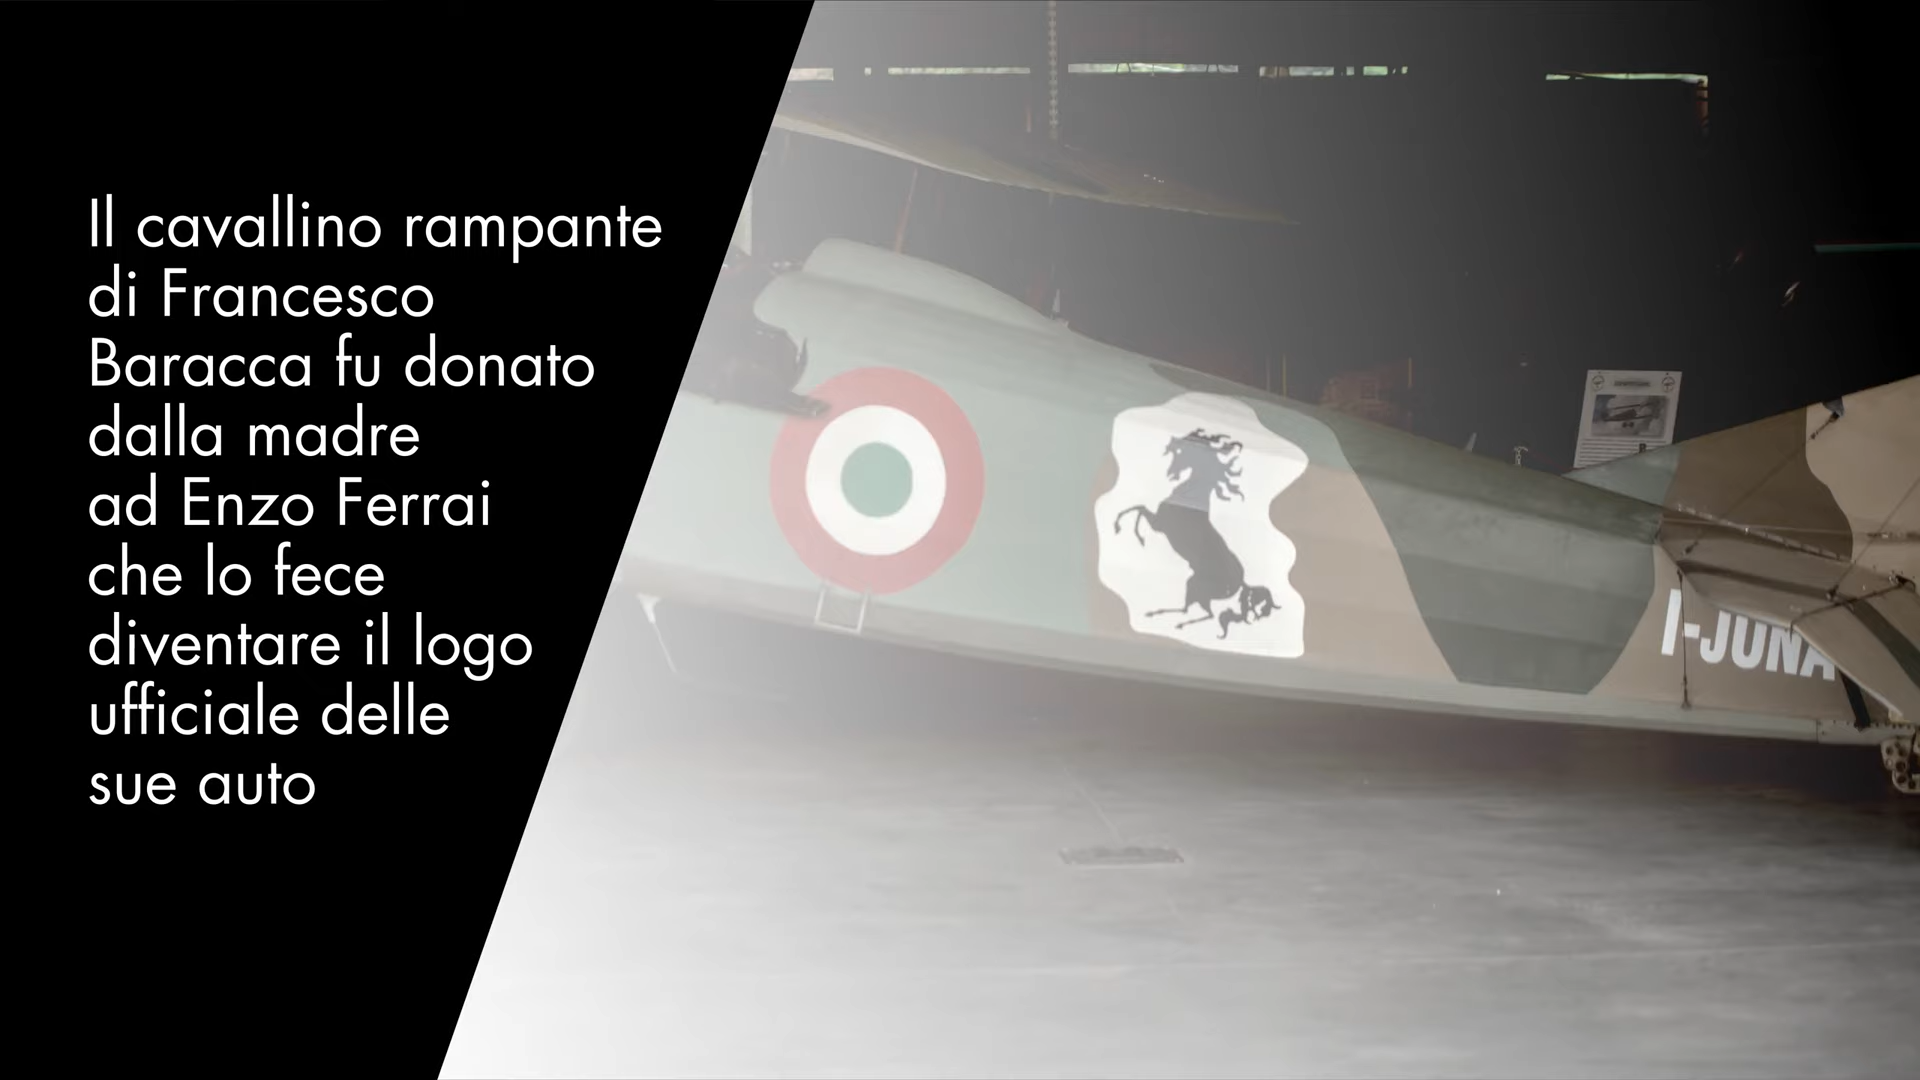 Il cavallino rampante
di Francesco
Baracca fu donato
dalla madre
ad Enzo Ferrai
che lo fece
diventare il logo
ufficiale delle
sue auto
I-JUNA